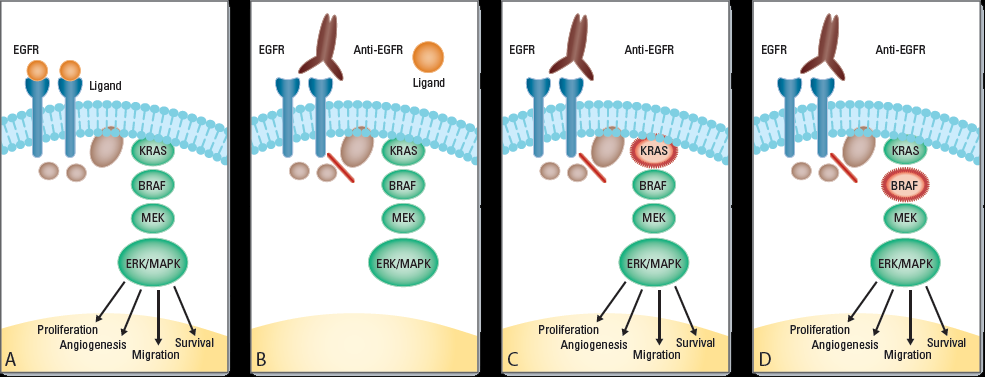 EGFR
Ligand
KRAS
BRAF
MEK
ERK/MAPK
Proliferation
Angiogenesis
Migration
Survival
A
EGFR
Anti-EGFR
Ligand
KRAS
BRAF
MEK
ERK/MAPK
B
EGFR
Anti-EGFR
KRAS
BRAF
MEK
ERK/MAPK
Proliferation
Angiogenesis
Migration
Survival
C
EGFR
Anti-EGFR
KRAS
BRAF
MEK
ERK/MAPK
Proliferation
Angiogenesis
Migration
Survival
D